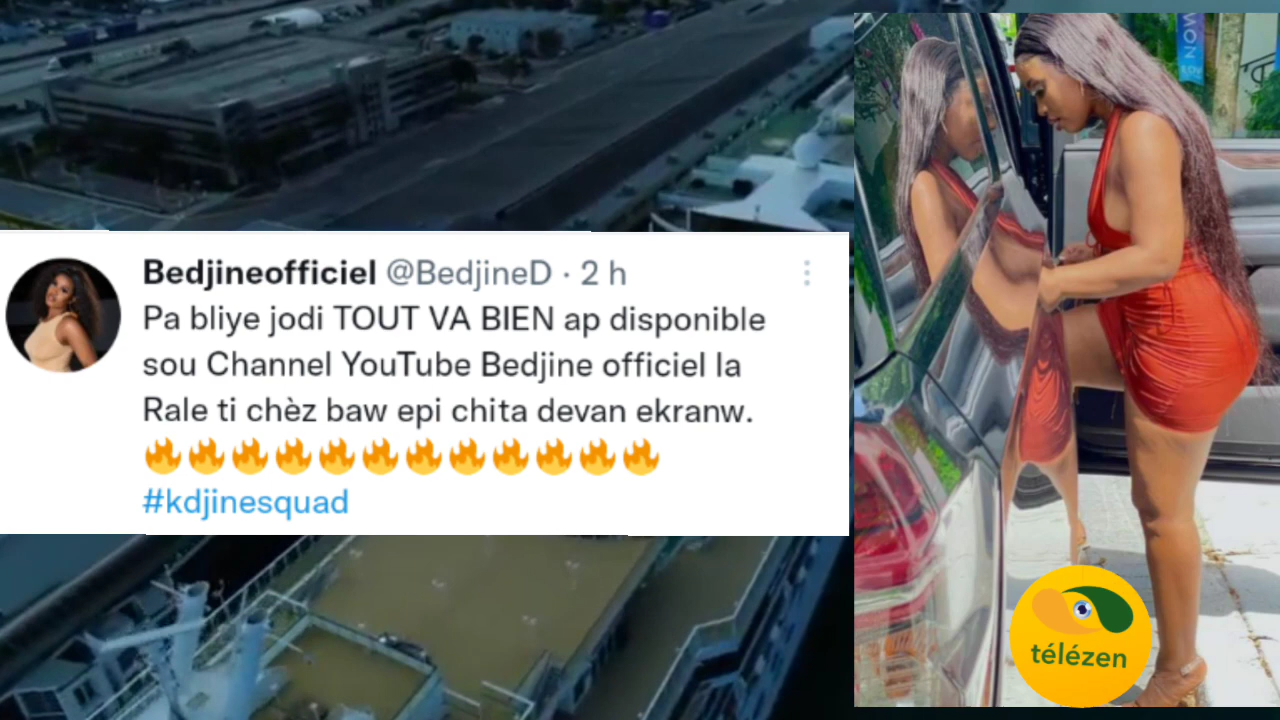 Bedjineofficiel @BedjineD · 2 h
Pa bliye jodi TOUT VA BIEN ap disponible
sou Channel YouTube Bedjine officiel la
Rale ti chèz baw epi chita devan ekranw.
🔥🔥🔥🔥🔥🔥🔥🔥🔥🔥🔥🔥
#kdjinesquad
télézen